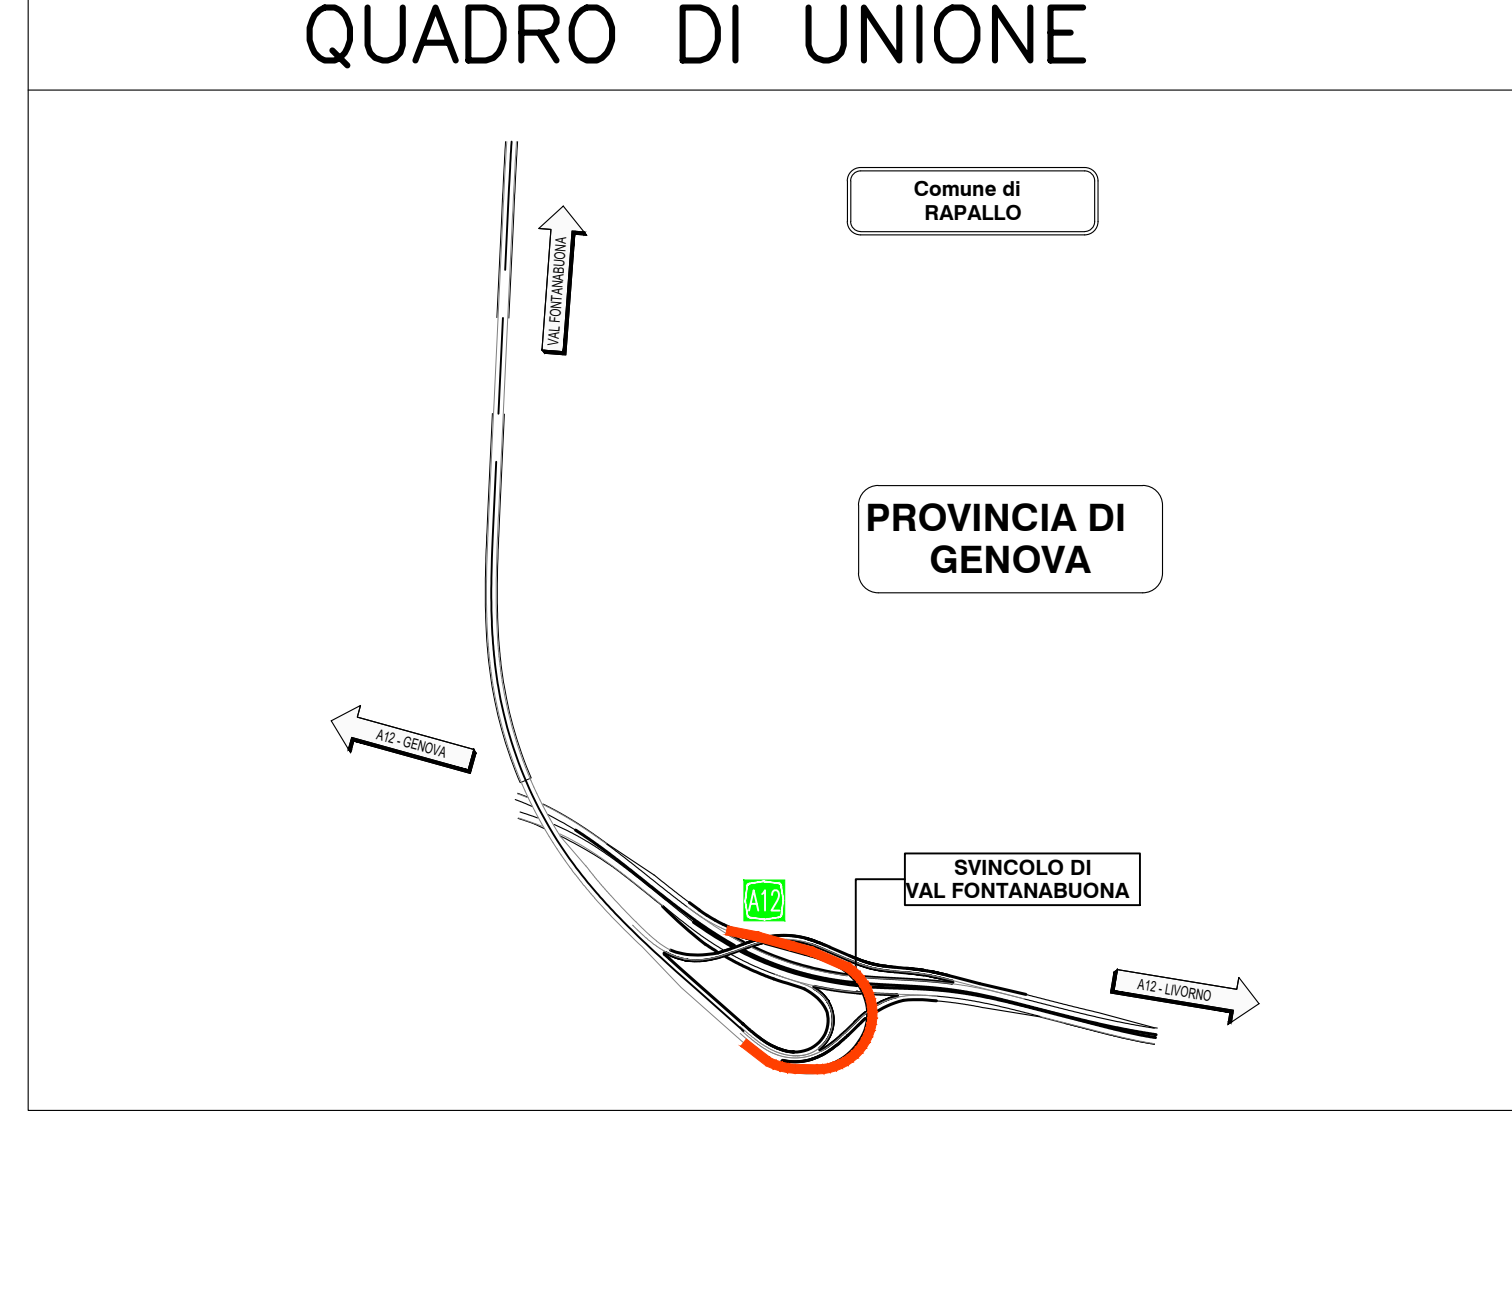 QUADRO DI UNIONE
Comune di
RAPALLO
VAL FONTANABUONA
PROVINCIA DI
GENOVA
A12 - GENOVA
SVINCOLO DI
VAL FONTANABUONA
A12
A12 - LIVORNO